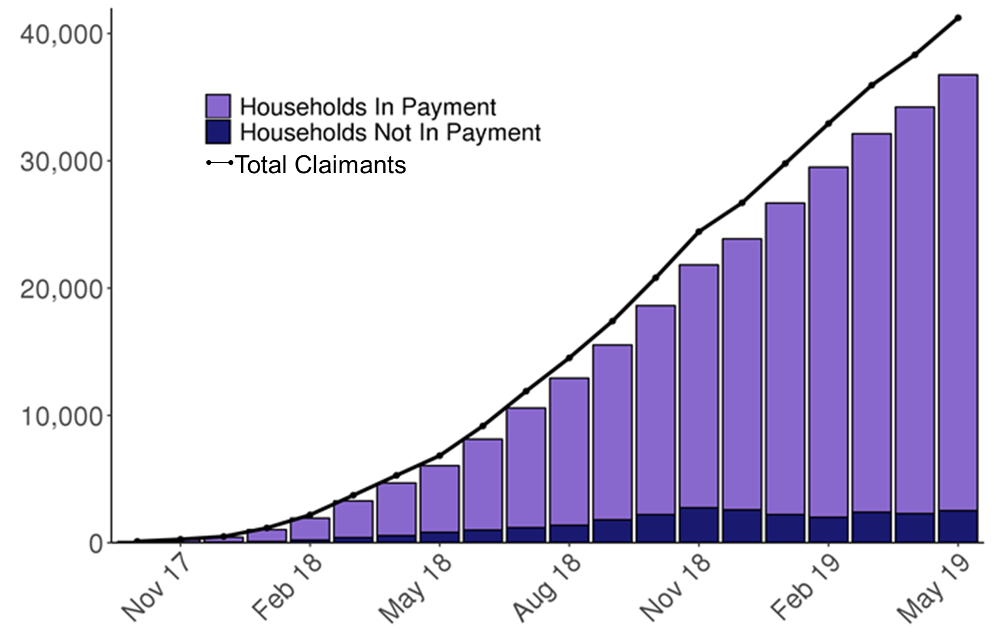 40,000
30,000
20,000
10,000
0
Households In Payment
Households Not In Payment
Total Claimants
Nov 17
Feb 18
May 18
Aug 18
Nov 18
Feb 19
May 19